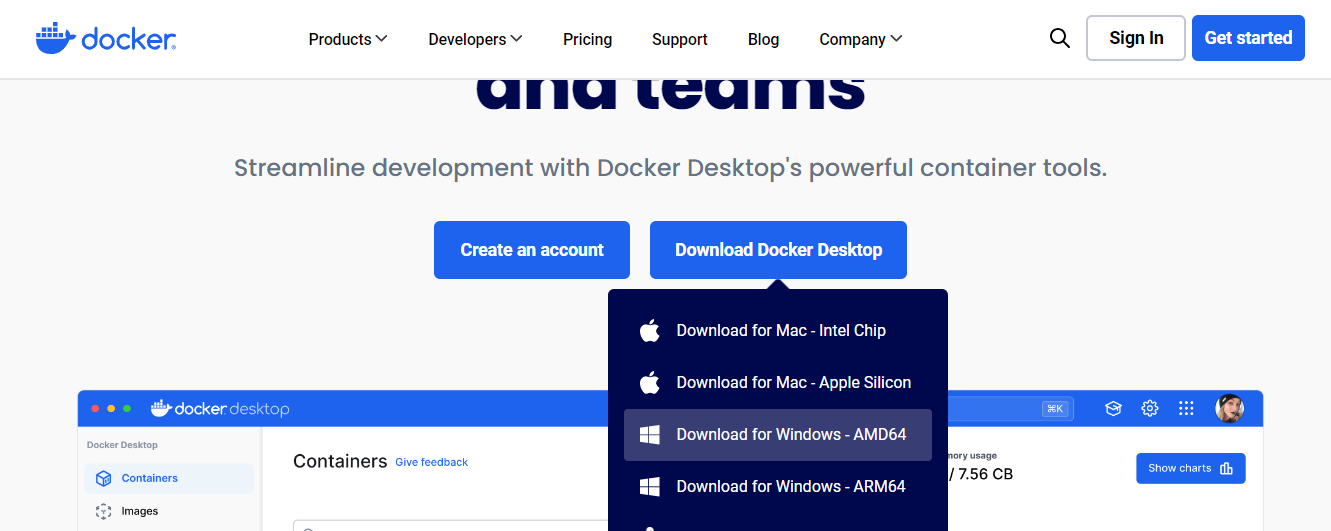 docker
Products
Developers
Pricing
Support
Blog
Company
Sign In
Get started
and teams
Streamline development with Docker Desktop's powerful container tools.
Create an account
Download Docker Desktop
Download for Mac - Intel Chip
Download for Mac - Apple Silicon
Download for Windows - AMD64
Download for Windows - ARM64
docker desktop
⌘K
Docker Desktop
Containers
Images
Containers Give feedback
usage
/ 7.56 CB
Show charts